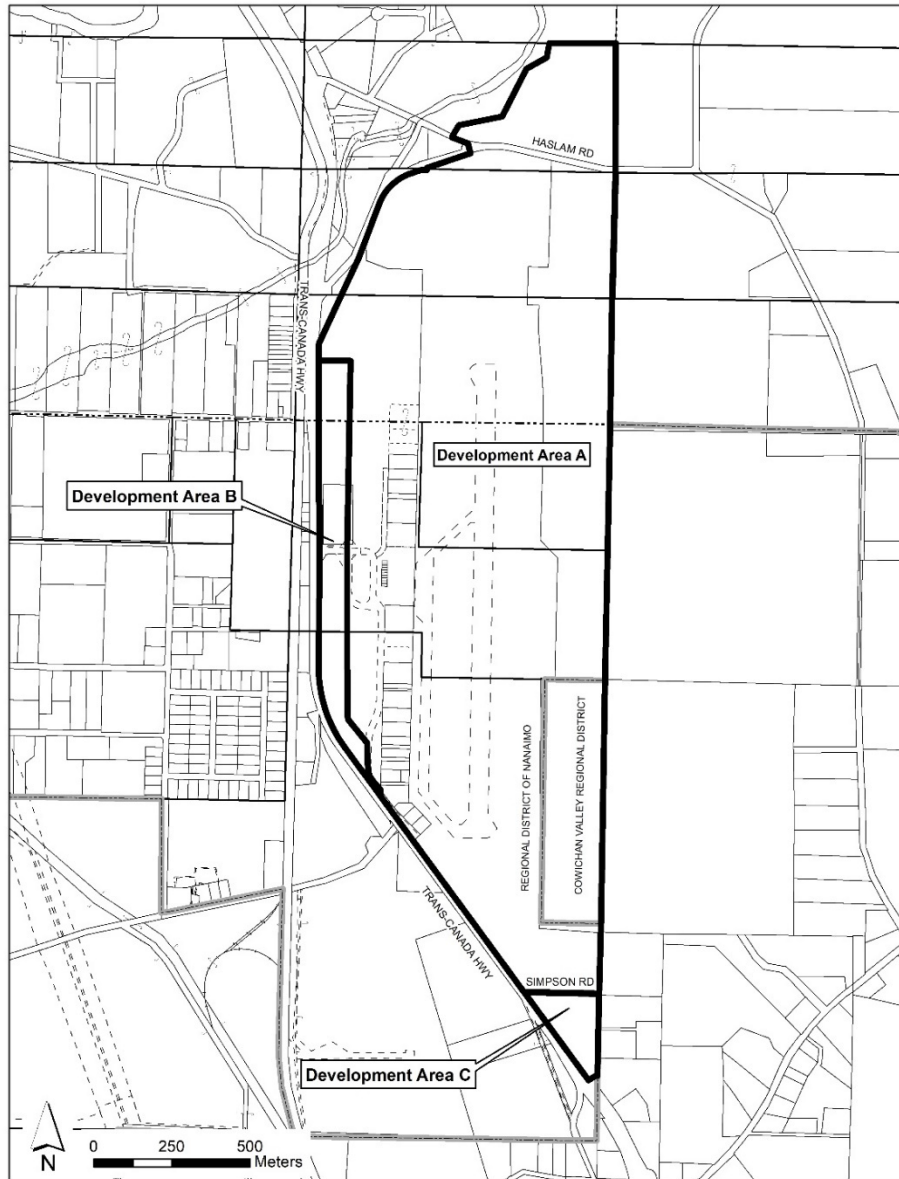 HASLAM RD
TRANS-CANADA HWY
Development Area A
Development Area B
REGIONAL DISTRICT OF NANAIMO
COWICHAN VALLEY REGIONAL DISTRICT
TRANS-CANADA HWY
SIMPSON RD
Development Area C
N
0 250 500
Meters